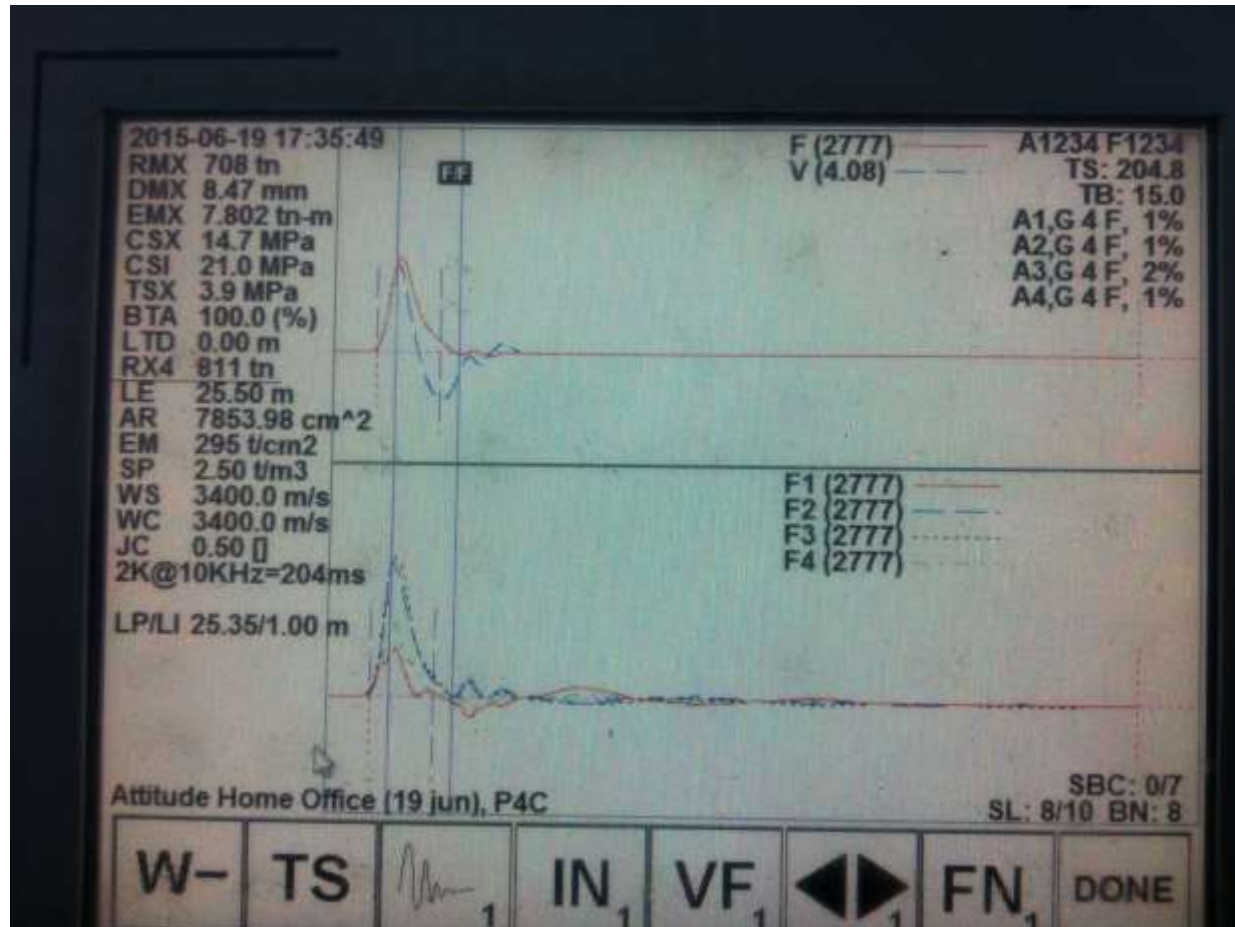 2015-06-19 17:35:49
RMX 708 tn
DMX 8.47 mm
EMX 7.802 tn-m
CSX 14.7 MPa
CSI 21.0 MPa
TSX 3.9 MPa
BTA 100.0 (%)
LTD 0.00 m
RX4 811 tn
LE 25.50 m
AR 7853.98 cm^2
EM 295 t/cm2
SP 2.50 t/m3
WS 3400.0 m/s
WC 3400.0 m/s
JC 0.50 []
2K@10KHz=204ms
LP/LI 25.35/1.00 m
F/F
F (2777)
V (4.08)
A1234 F1234
TS: 204.8
TB: 15.0
A1,G 4 F, 1%
A2,G 4 F, 1%
A3,G 4 F, 2%
A4,G 4 F, 1%
F1 (2777)
F2 (2777)
F3 (2777)
F4 (2777)
Attitude Home Office (19 jun), P4C
SBC: 0/7
SL: 8/10 BN: 8
W- TS 1 IN 1 VF 1 1 FN 1 DONE